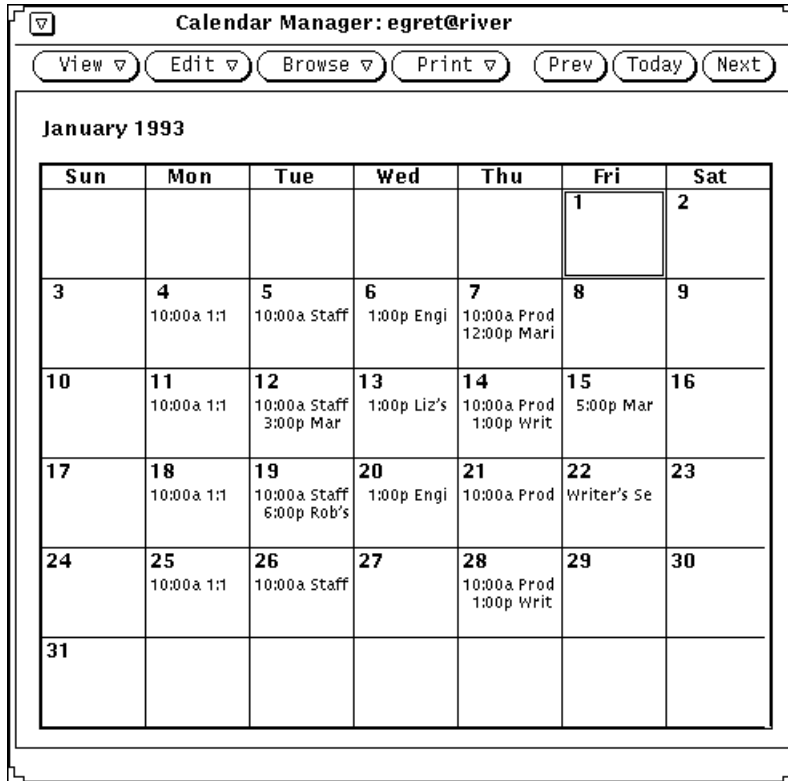 Calendar Manager: egret@river
View Edit Browse Print Prev Today Next
January 1993
Sun Mon Tue Wed Thu Fri Sat
1 2
3 4 5 6 7 8 9
10:00a 1:1 10:00a Staff 1:00p Engi 10:00a Prod
12:00p Mari
10 11 12 13 14 15 16
10:00a 1:1 10:00a Staff 1:00p Liz's 10:00a Prod 5:00p Mar
3:00p Mar 1:00p Writ
17 18 19 20 21 22 23
10:00a 1:1 10:00a Staff 1:00p Engi 10:00a Prod Writer's Se
6:00p Rob's
24 25 26 27 28 29 30
10:00a 1:1 10:00a Staff 10:00a Prod
1:00p Writ
31